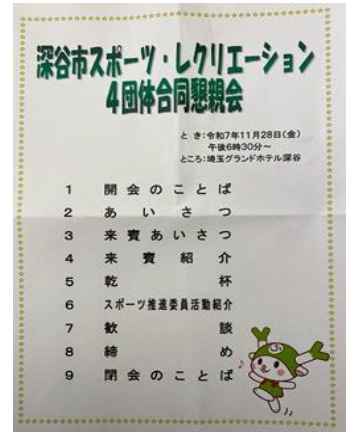 深谷市スポーツ・レクリエーション
4団体合同懇親会
とき:令和7年11月28日(金)
午後6時30分～
ところ:埼玉グランドホテル深谷
1 開会のことば
2 あいさつ
3 来賓あいさつ
4 来賓紹介
5 乾杯
6 スポーツ推進委員活動紹介
7 歓談
8 締め
9 閉会のことば